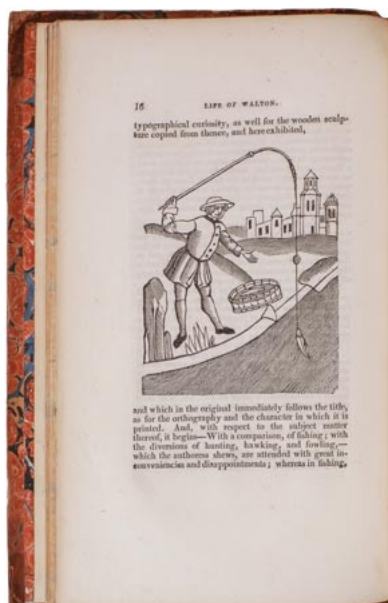 16 LIFE OF WALTON.
typographical curiosity, as well for the wooden sculp-
ture copied from thence, and here exhibited,
and which in the original immediately follows the title,
as for the orthography and the character in which it is
printed. And, with respect to the subject matter
thereof, it begins—With a comparison, of fishing; with
the diversions of hunting, hawking, and fowling,—
which the authoress shews, are attended with great in-
conveniencies and disappointments; whereas in fishing,